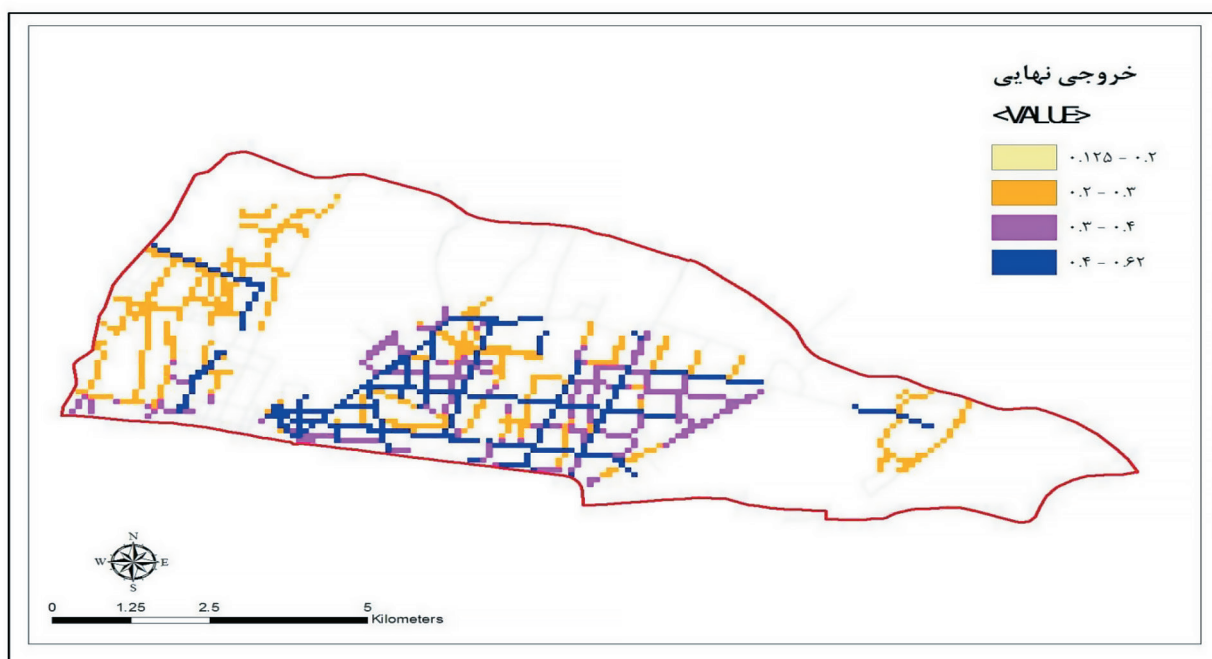 خروجی نهایی
<VALUE>
۰.۱۲۵ - ۰.۲
۰.۲ - ۰.۳
۰.۳ - ۰.۴
۰.۴ - ۰.۶۲
N
W E
S
0 1.25 2.5 5
Kilometers